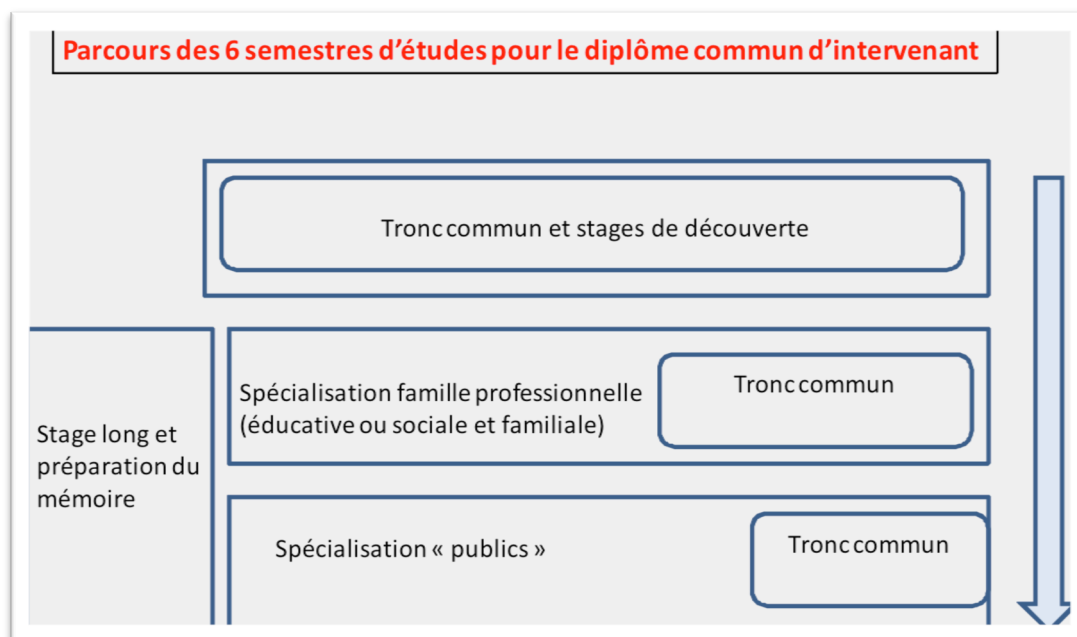 Parcours des 6 semestres d’études pour le diplôme commun d’intervenant
Tronc commun et stages de découverte
Spécialisation famille professionnelle
(éducative ou sociale et familiale)
Tronc commun
Stage long et
préparation du
mémoire
Spécialisation « publics »
Tronc commun